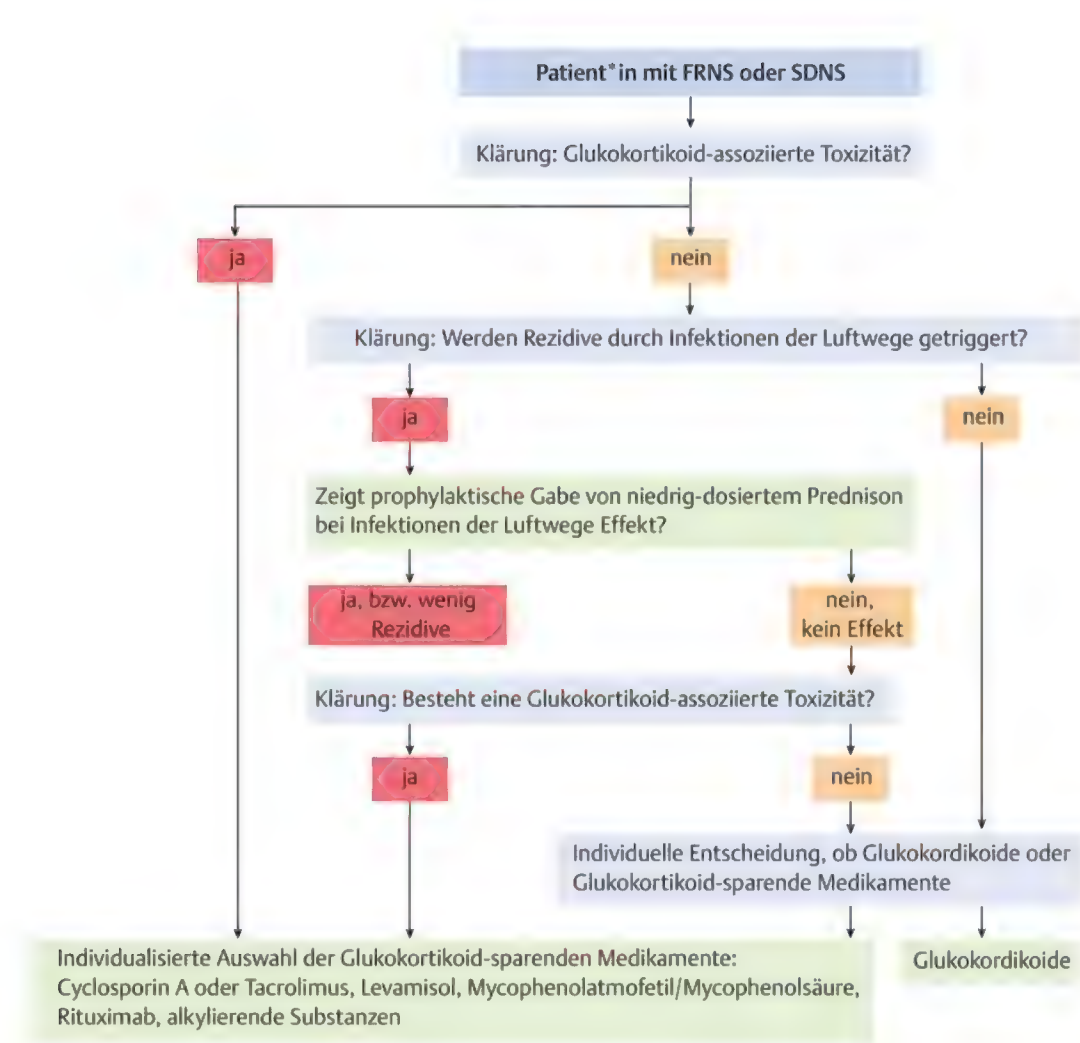 Patient*in mit FRNS oder SDNS
Klärung: Glukokortikoid-assoziierte Toxizität?
ja
nein
Klärung: Werden Rezidive durch Infektionen der Luftwege getriggert?
ja
nein
Zeigt prophylaktische Gabe von niedrig-dosiertem Prednison
bei Infektionen der Luftwege Effekt?
ja, bzw. wenig
Rezidive
nein,
kein Effekt
Klärung: Besteht eine Glukokortikoid-assoziierte Toxizität?
ja
nein
Individuelle Entscheidung, ob Glukokordikoide oder
Glukokortikoid-sparende Medikamente
Individualisierte Auswahl der Glukokortikoid-sparenden Medikamente:
Cyclosporin A oder Tacrolimus, Levamisol, Mycophenolatmofetil/Mycophenolsäure,
Rituximab, alkylierende Substanzen
Glukokordikoide